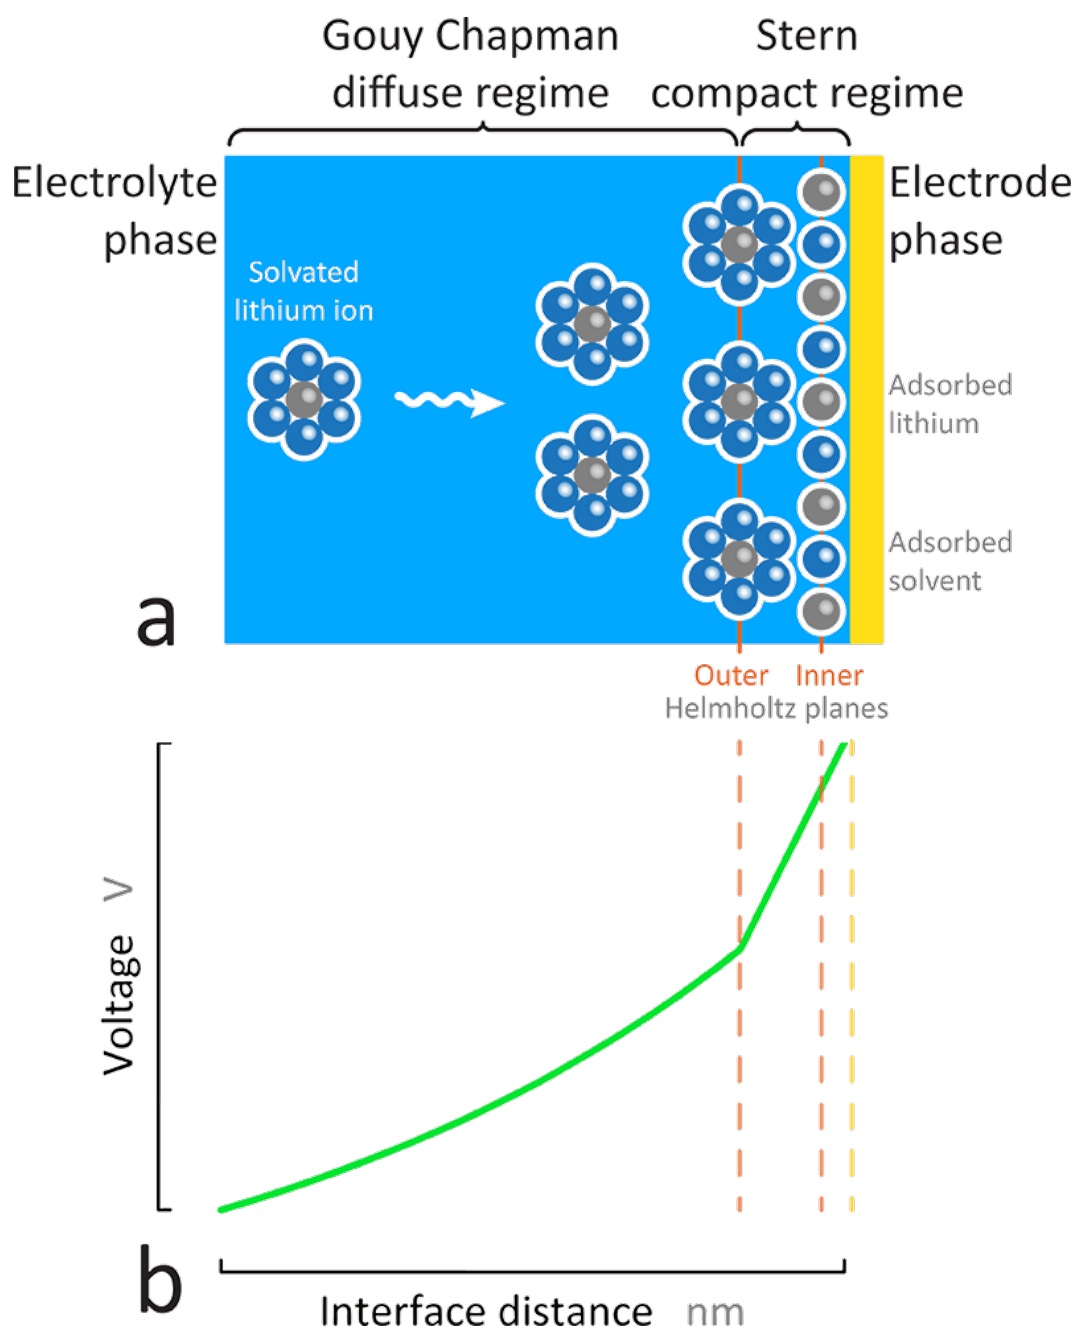 Gouy Chapman
diffuse regime
Stern
compact regime
Electrolyte
phase
Electrode
phase
Solvated
lithium ion
Adsorbed
lithium
Adsorbed
solvent
a
Outer Inner
Helmholtz planes
Voltage V
b
Interface distance nm